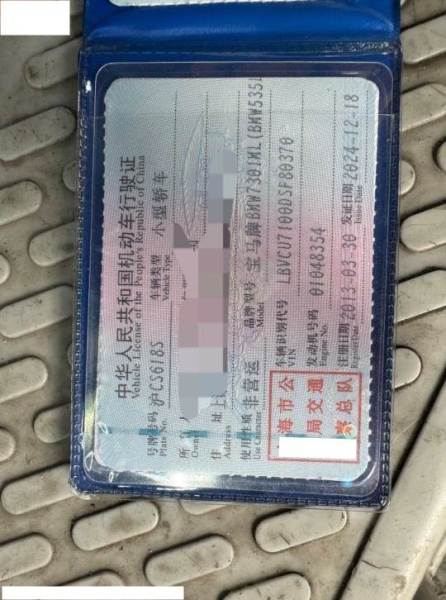 中华人民共和国机动车行驶证
Vehicle License of the People's Republic of China
号牌号码 沪CS618S 车辆类型 小型轿车
Plate No. Vehicle Type
所
Owner
住 址
Address
使用性质 非营运 品牌型号 宝马牌BMW7301ML(BMW535L
Use Character Model
车辆识别代号 LBVCU7100DSF80370
VIN
发动机号码 01048354
Engine No.
注册日期 2013-03-30 发证日期 2024-12-18
Register Date Issue Date
海市公
局交通
警总队